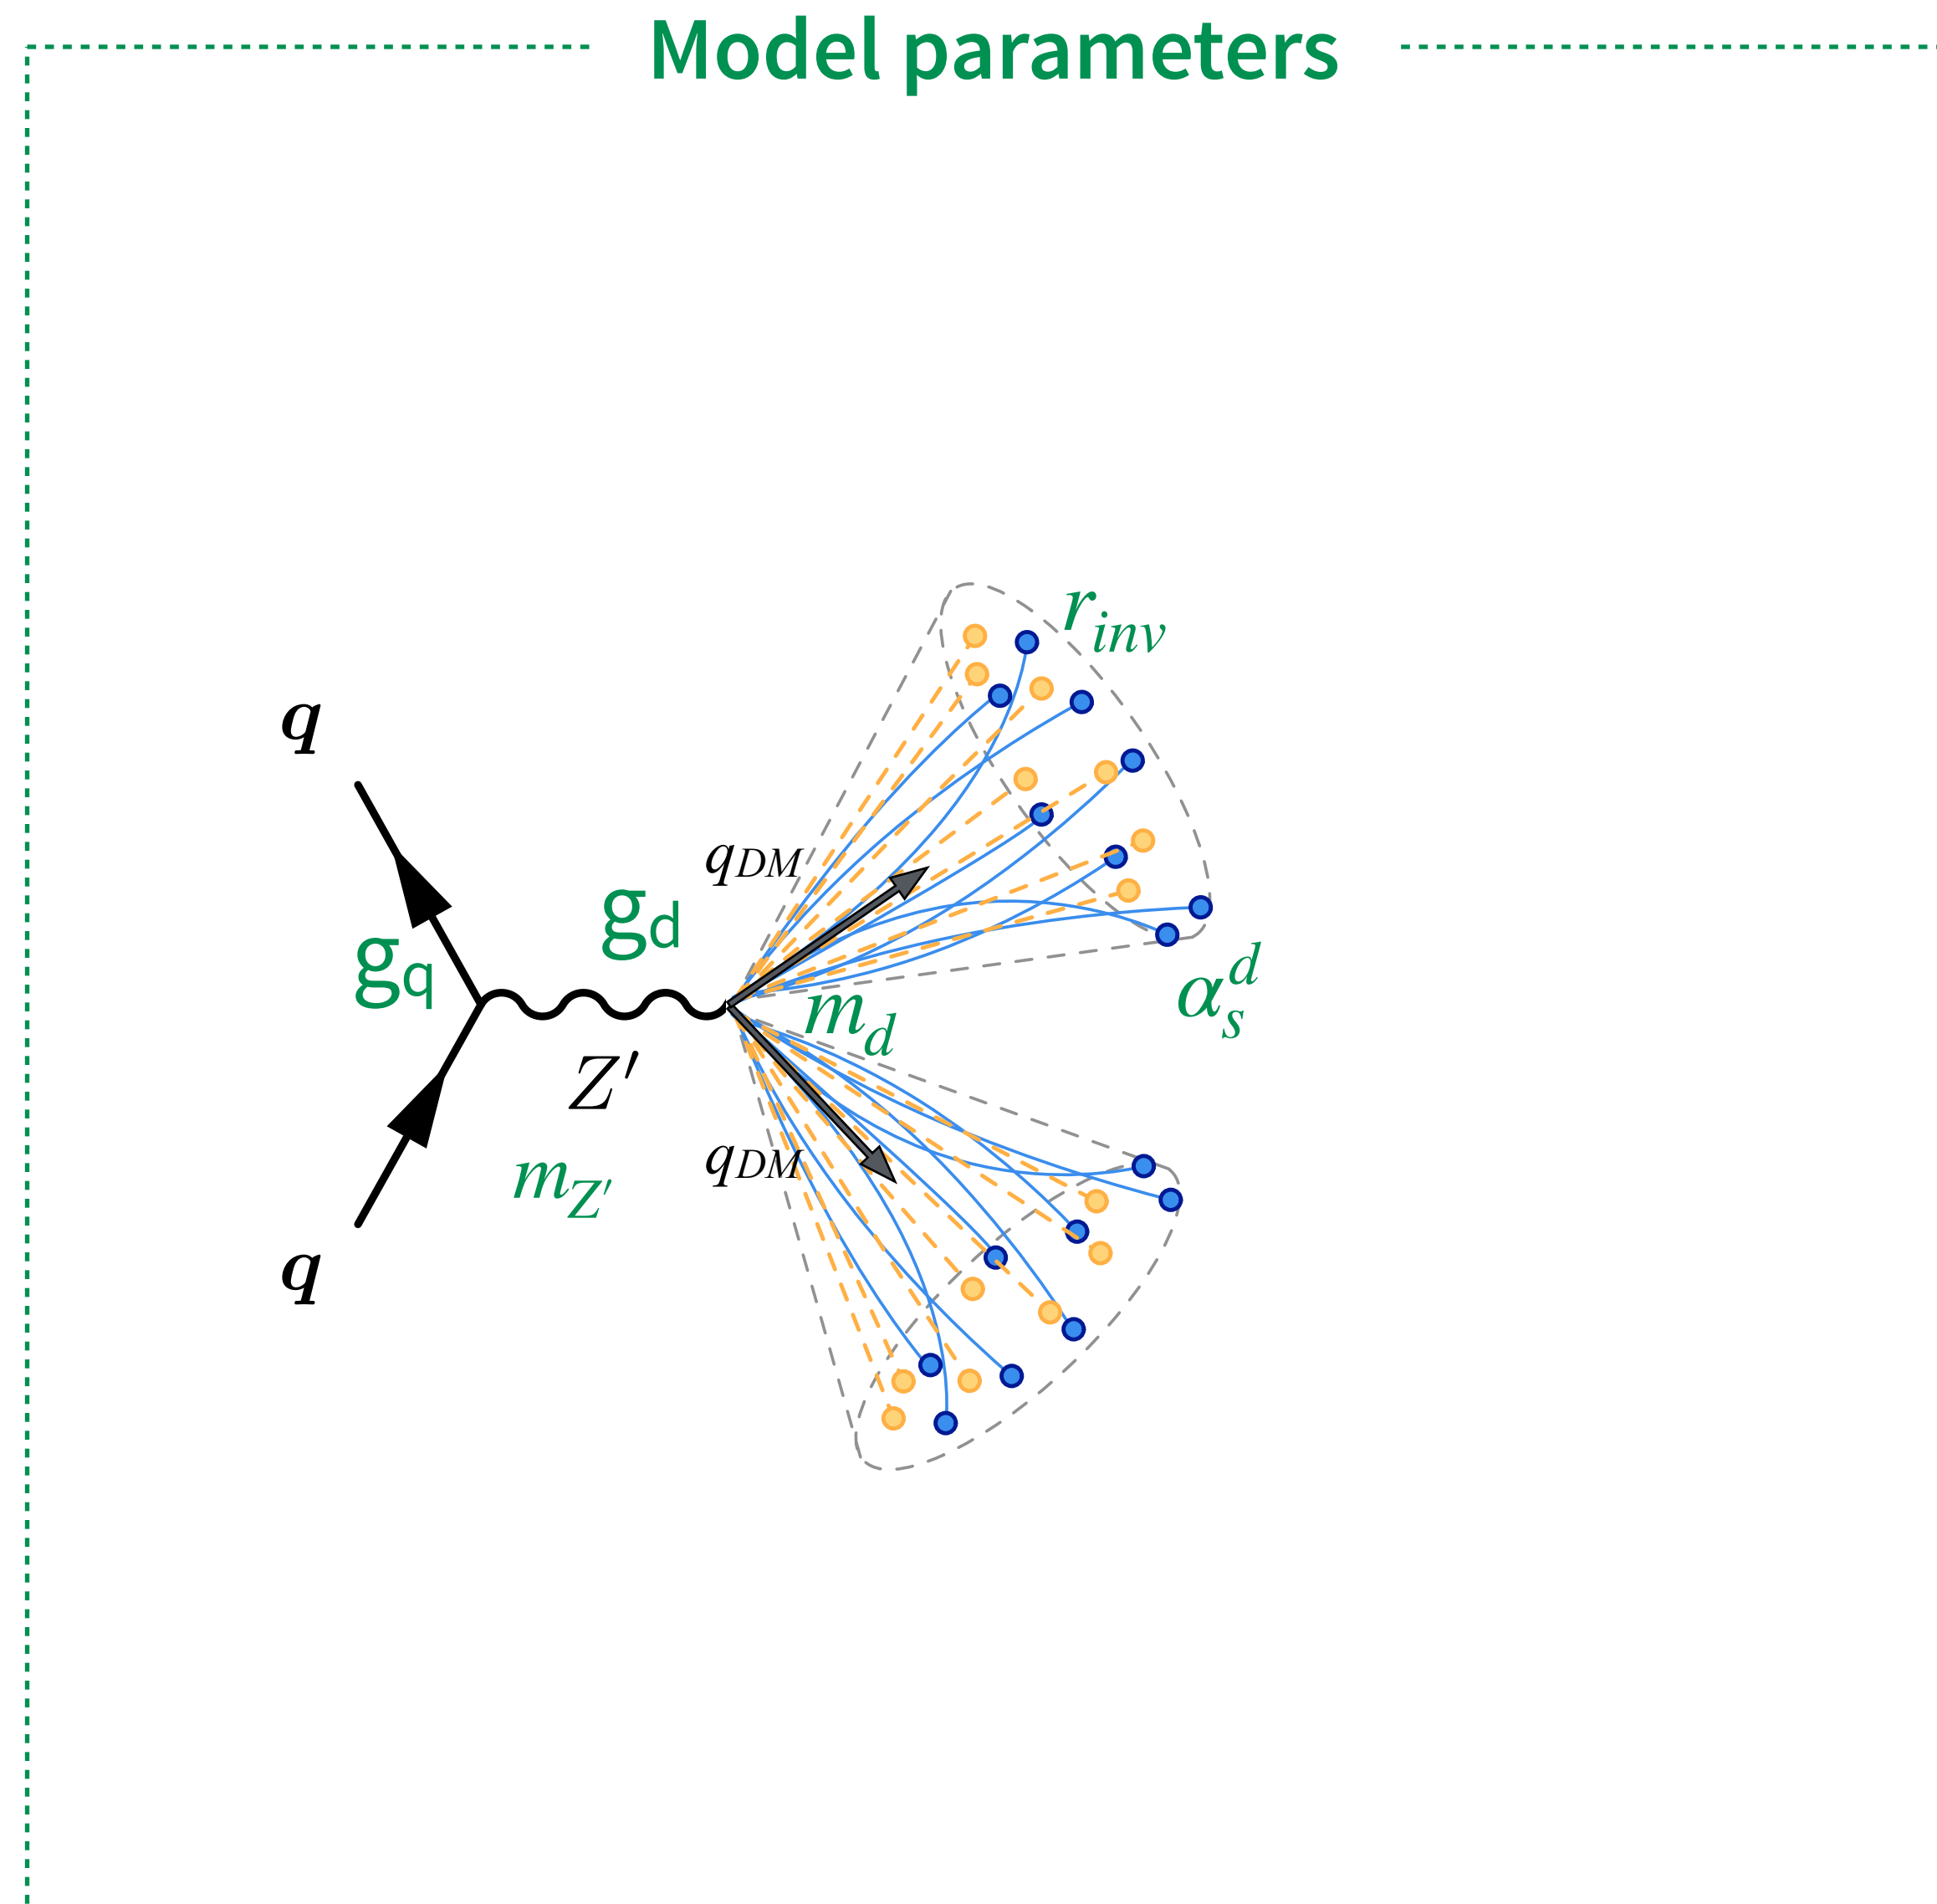 Model parameters
r_inv
q
q_DM
g_d
g_q
α_s^d
m_d
Z′
q_DM
m_Z′
q